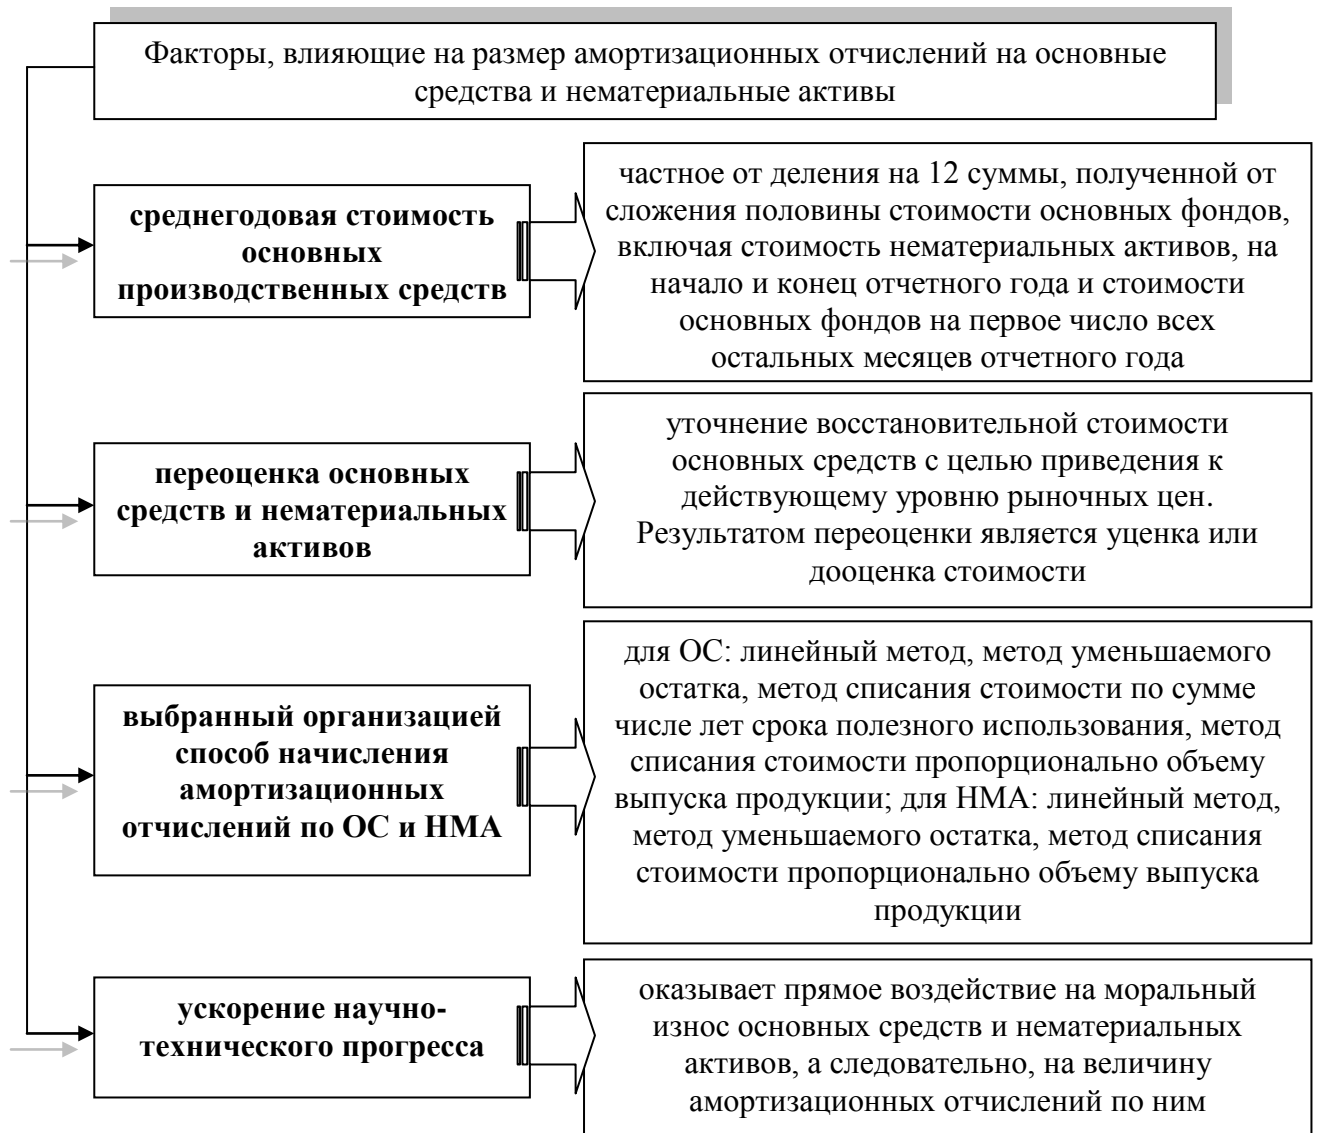 Факторы, влияющие на размер амортизационных отчислений на основные
средства и нематериальные активы
среднегодовая стоимость
основных
производственных средств
частное от деления на 12 суммы, полученной от
сложения половины стоимости основных фондов,
включая стоимость нематериальных активов, на
начало и конец отчетного года и стоимости
основных фондов на первое число всех
остальных месяцев отчетного года
переоценка основных
средств и нематериальных
активов
уточнение восстановительной стоимости
основных средств с целью приведения к
действующему уровню рыночных цен.
Результатом переоценки является уценка или
дооценка стоимости
выбранный организацией
способ начисления
амортизационных
отчислений по ОС и НМА
для ОС: линейный метод, метод уменьшаемого
остатка, метод списания стоимости по сумме
числе лет срока полезного использования, метод
списания стоимости пропорционально объему
выпуска продукции; для НМА: линейный метод,
метод уменьшаемого остатка, метод списания
стоимости пропорционально объему выпуска
продукции
ускорение научно-
технического прогресса
оказывает прямое воздействие на моральный
износ основных средств и нематериальных
активов, а следовательно, на величину
амортизационных отчислений по ним